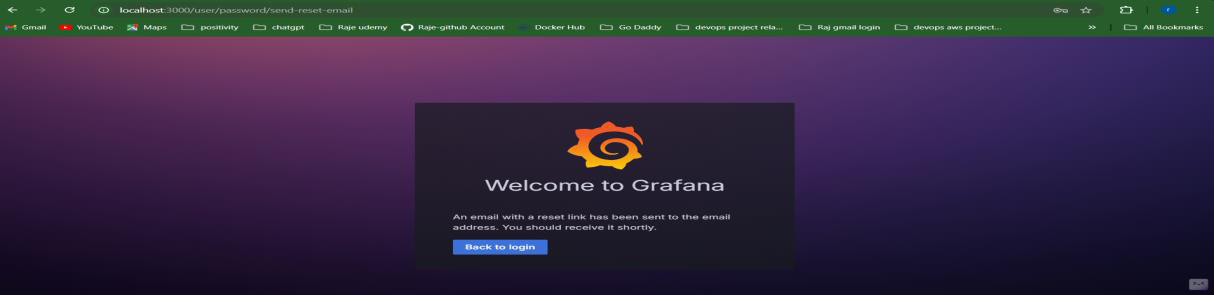 localhost:3000/user/password/send-reset-email
Gmail YouTube Maps positivity chatgpt Raje udemy Raje-github Account Docker Hub Go Daddy devops project rela... Raj gmail login devops aws project... » All Bookmarks
Welcome to Grafana
An email with a reset link has been sent to the email
address. You should receive it shortly.
Back to login